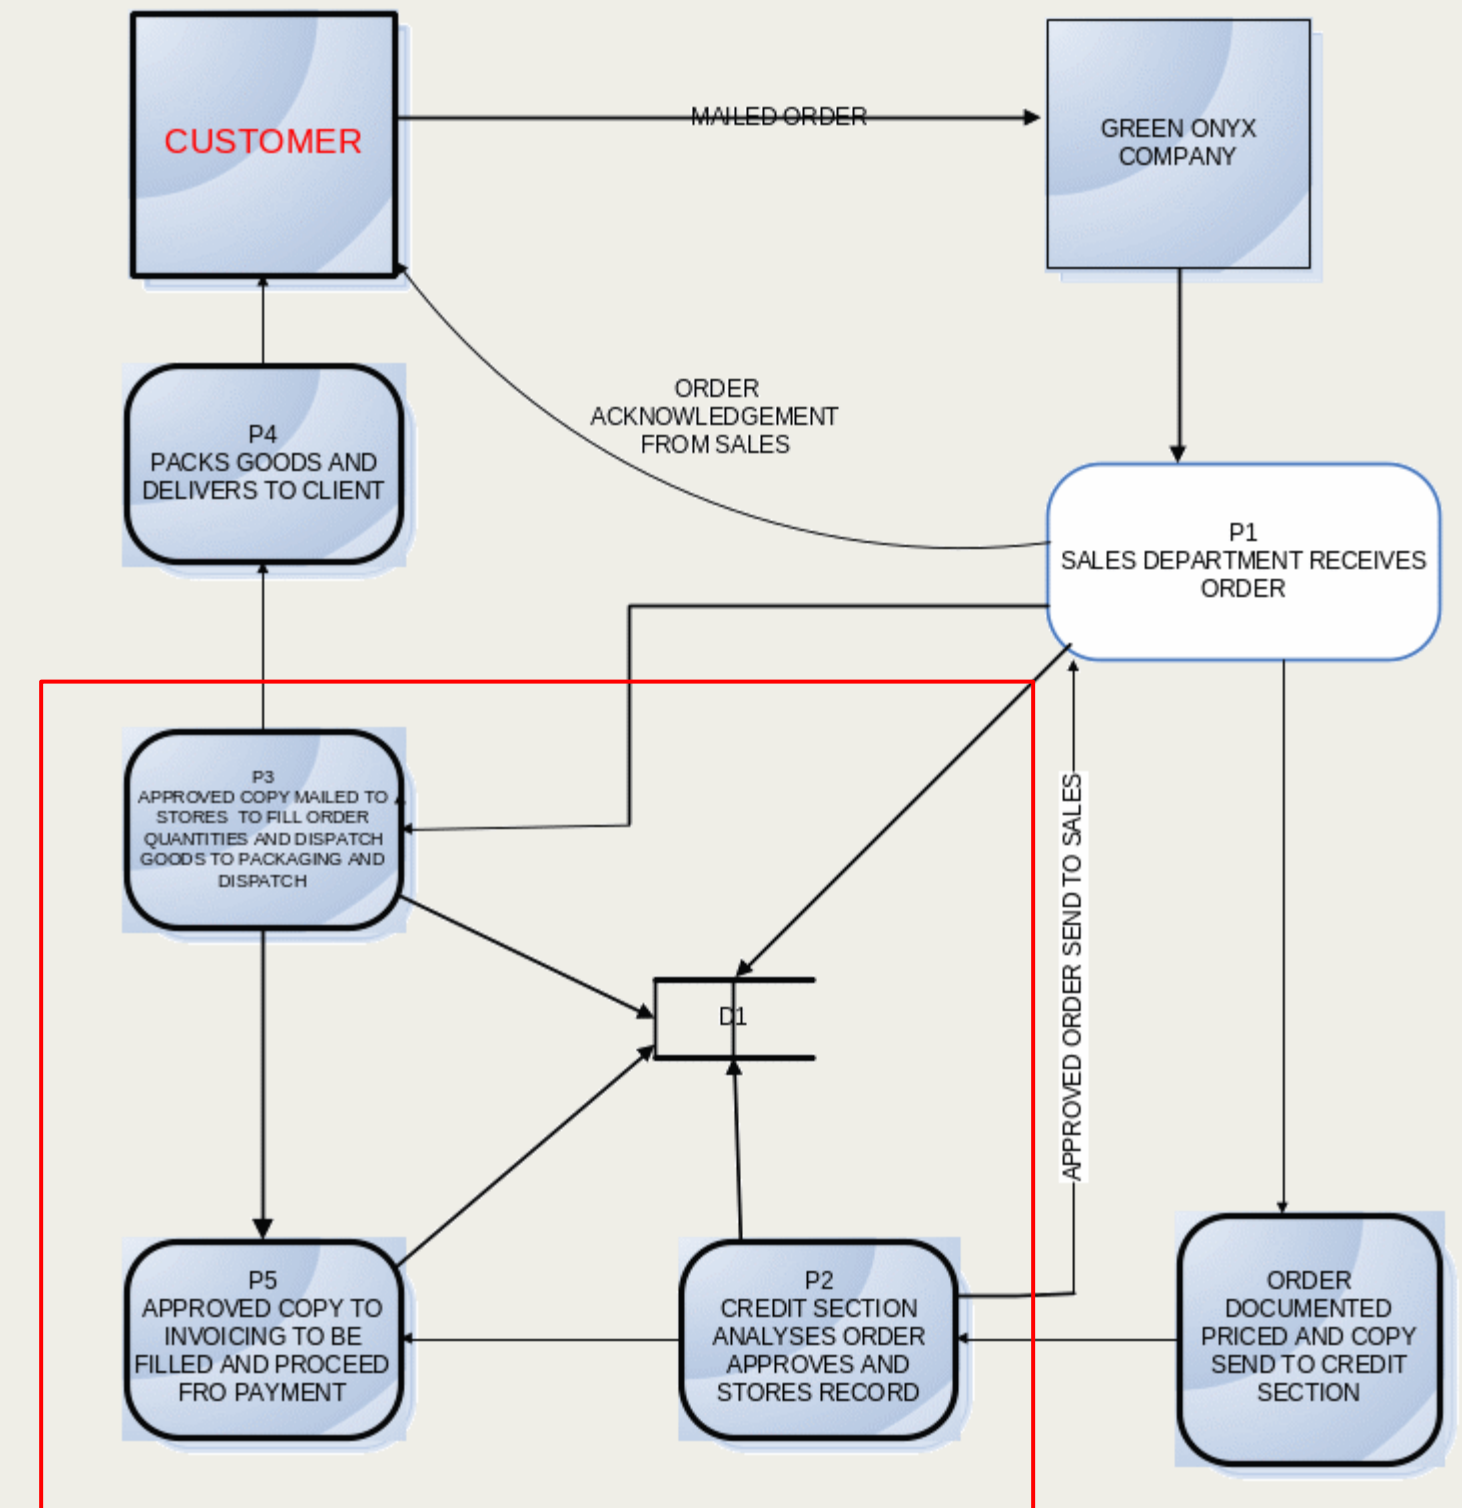 CUSTOMER
MAILED ORDER
GREEN ONYX
COMPANY
ORDER
ACKNOWLEDGEMENT
FROM SALES
P4
PACKS GOODS AND
DELIVERS TO CLIENT
P1
SALES DEPARTMENT RECEIVES
ORDER
P3
APPROVED COPY MAILED TO
STORES TO FILL ORDER
QUANTITIES AND DISPATCH
GOODS TO PACKAGING AND
DISPATCH
D1
APPROVED ORDER SEND TO SALES
P5
APPROVED COPY TO
INVOICING TO BE
FILLED AND PROCEED
FRO PAYMENT
P2
CREDIT SECTION
ANALYSES ORDER
APPROVES AND
STORES RECORD
ORDER
DOCUMENTED
PRICED AND COPY
SEND TO CREDIT
SECTION